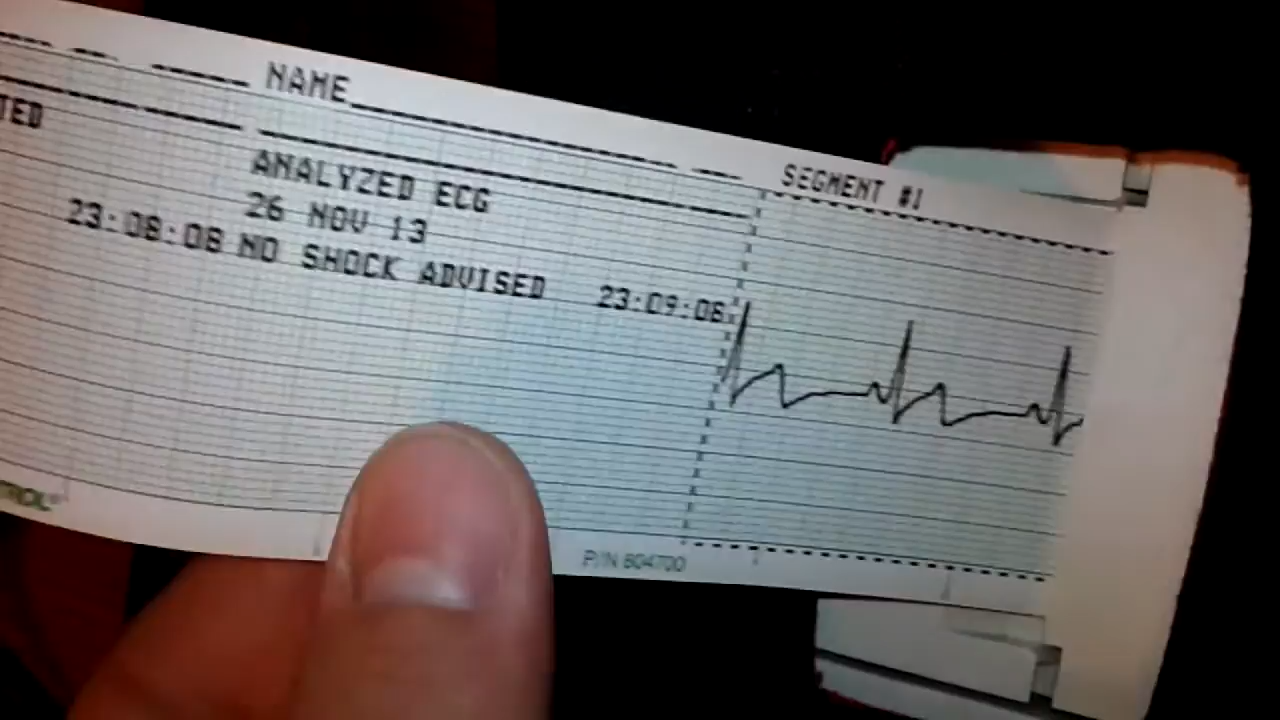 NAME
TED
ANALYZED ECG
26 NOV 13
23:08:08 NO SHOCK ADVISED 23:09:06
SEGMENT #1
TROL
P/N 804700